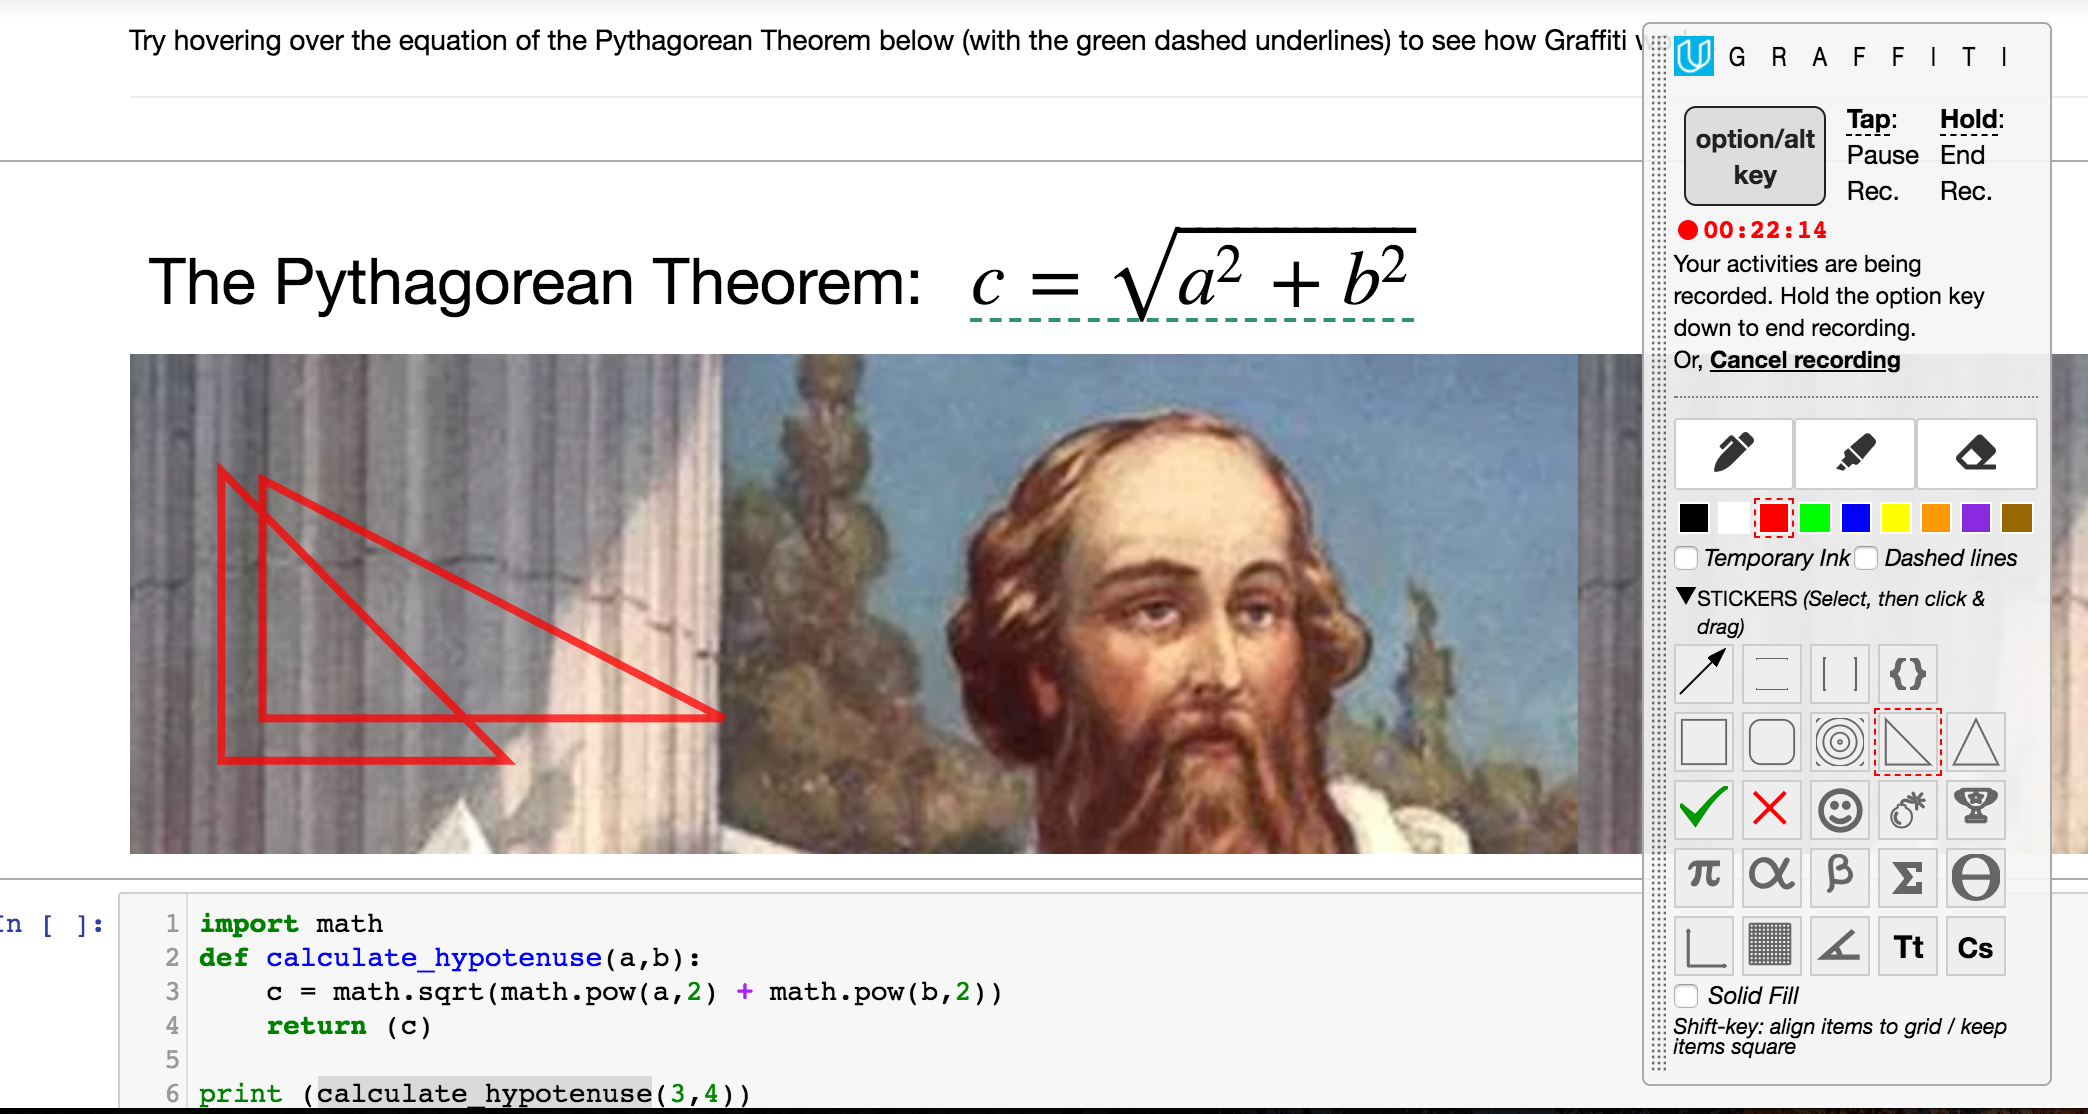 Try hovering over the equation of the Pythagorean Theorem below (with the green dashed underlines) to see how Graffiti
GRAFFITI
option/alt key
Tap: Pause Rec.
Hold: End Rec.
00:22:14
Your activities are being
recorded. Hold the option key
down to end recording.
Or, Cancel recording
The Pythagorean Theorem: c = √a² + b²
Temporary Ink Dashed lines
▼STICKERS (Select, then click &
drag)
[ ] {}
π α β Σ Θ
Tt Cs
Solid Fill
Shift-key: align items to grid / keep
items square
In [ ]:
1 import math
2 def calculate_hypotenuse(a,b):
3     c = math.sqrt(math.pow(a,2) + math.pow(b,2))
4     return (c)
5
6 print (calculate_hypotenuse(3,4))